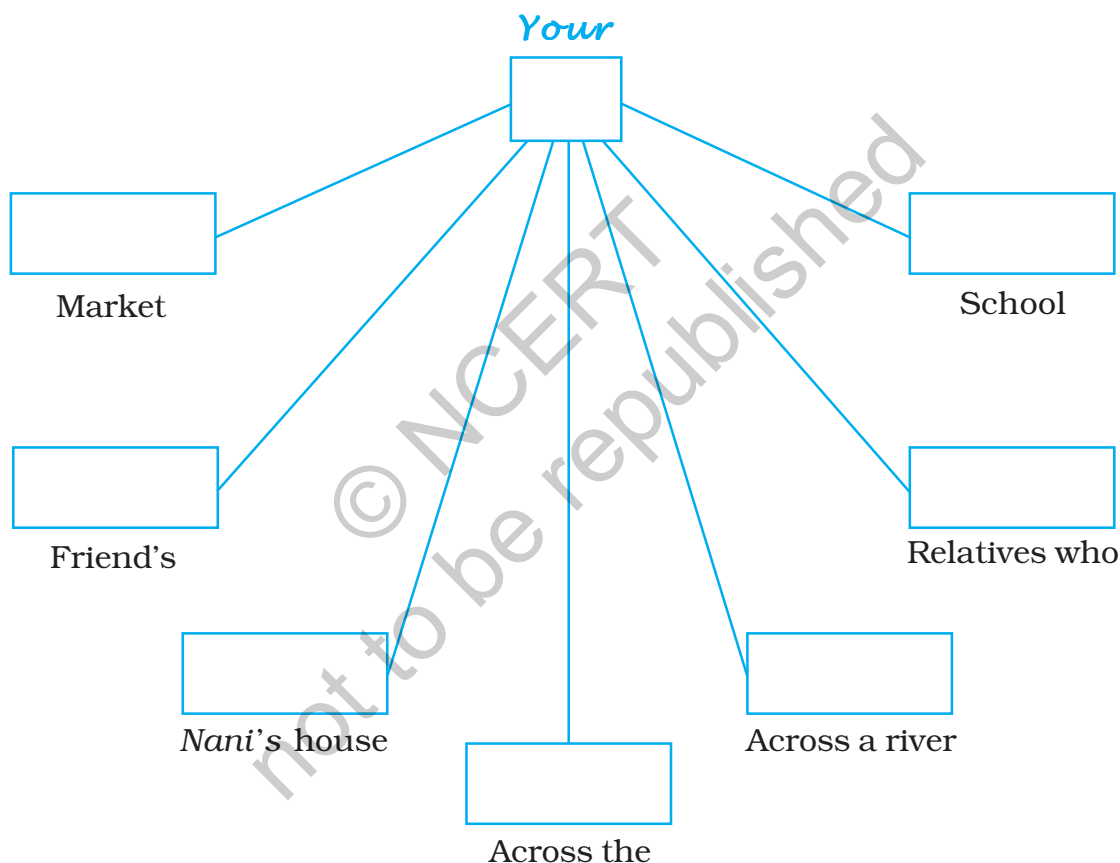 Your
Market
School
Friend's
Relatives who
Nani's house
Across a river
Across the
© NCERT
not to be republished